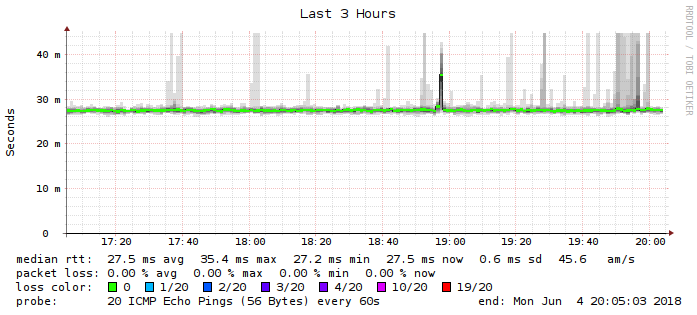 Last 3 Hours
RRDTOOL / TOBI OETIKER
Seconds
40 m
30 m
20 m
10 m
0
17:20 17:40 18:00 18:20 18:40 19:00 19:20 19:40 20:00
median rtt: 27.5 ms avg 35.4 ms max 27.2 ms min 27.5 ms now 0.6 ms sd 45.6 am/s
packet loss: 0.00 % avg 0.00 % max 0.00 % min 0.00 % now
loss color: 0 1/20 2/20 3/20 4/20 10/20 19/20
probe: 20 ICMP Echo Pings (56 Bytes) every 60s end: Mon Jun 4 20:05:03 2018